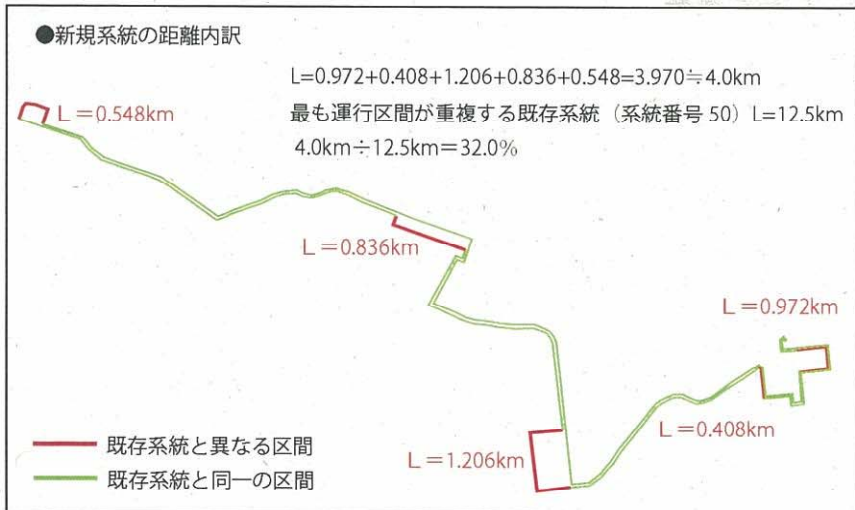 ●新規系統の距離内訳
L=0.972+0.408+1.206+0.836+0.548=3.970≒4.0km
最も運行区間が重複する既存系統（系統番号 50）L=12.5km
4.0km÷12.5km=32.0%
L＝0.548km
L＝0.836km
L＝0.972km
L＝0.408km
L＝1.206km
既存系統と異なる区間
既存系統と同一の区間